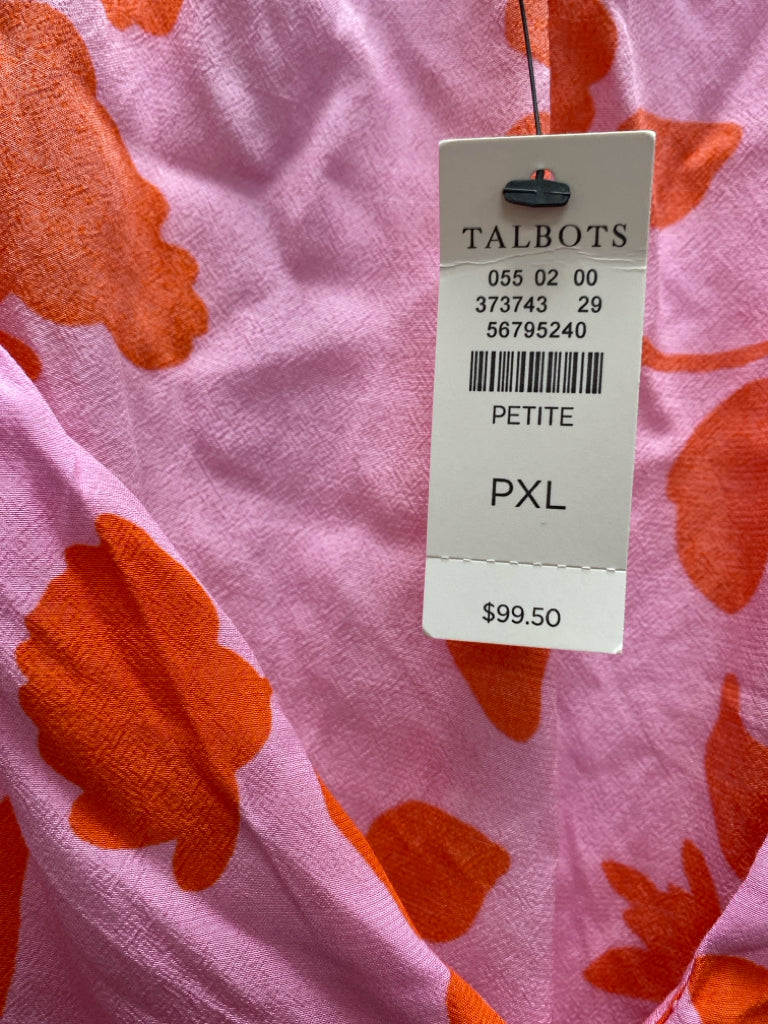 TALBOTS
055 02 00
373743 29
56795240
PETITE
PXL
$99.50